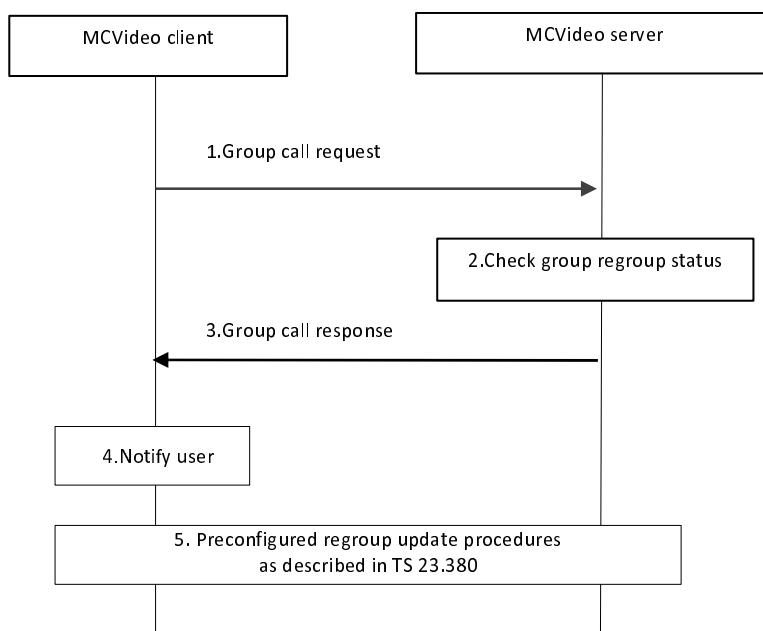 MCVideo client
MCVideo server
1.Group call request
2.Check group regroup status
3.Group call response
4.Notify user
5. Preconfigured regroup update procedures
as described in TS 23.380